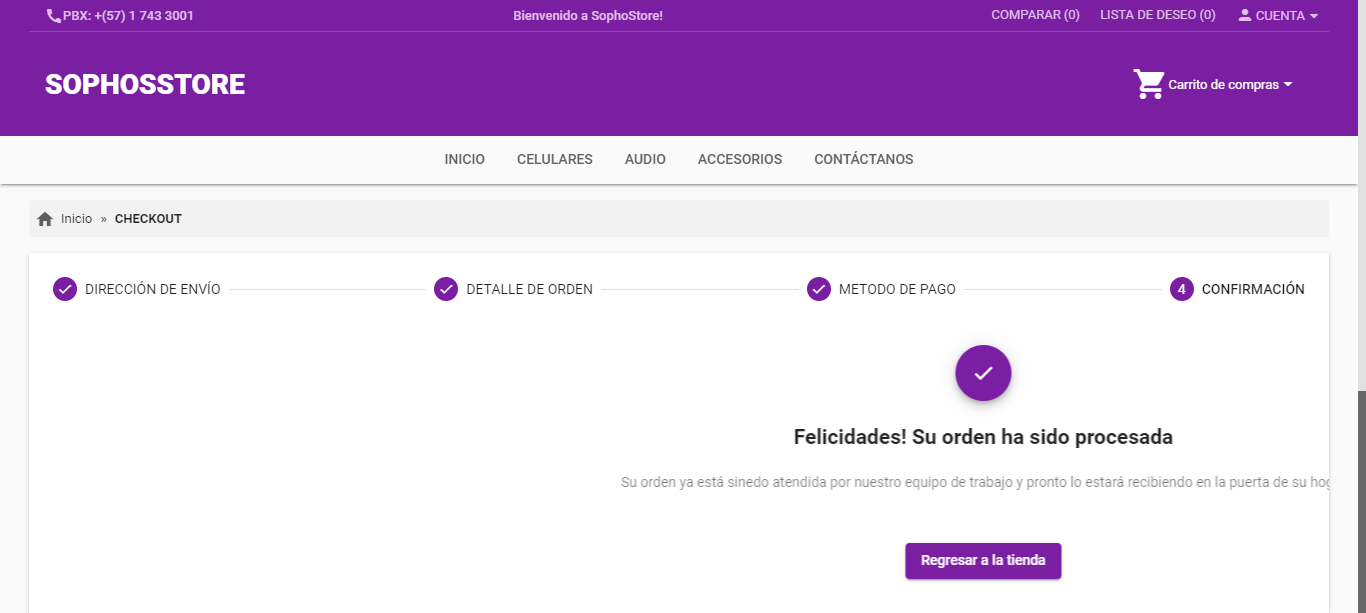 PBX: +(57) 1 743 3001 Bienvenido a SophoStore! COMPARAR (0) LISTA DE DESEO (0) CUENTA
SOPHOSSTORE Carrito de compras
INICIO CELULARES AUDIO ACCESORIOS CONTÁCTANOS
Inicio » CHECKOUT
DIRECCIÓN DE ENVÍO DETALLE DE ORDEN METODO DE PAGO 4 CONFIRMACIÓN
Felicidades! Su orden ha sido procesada
Su orden ya está sinedo atendida por nuestro equipo de trabajo y pronto lo estará recibiendo en la puerta de su
Regresar a la tienda